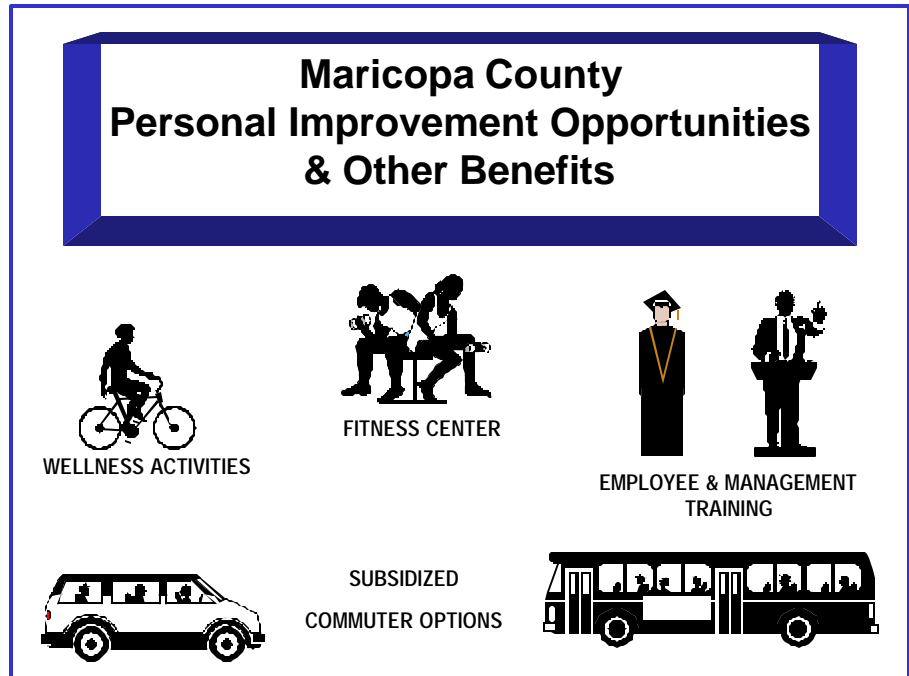 Maricopa County
Personal Improvement Opportunities
& Other Benefits
FITNESS CENTER
WELLNESS ACTIVITIES
EMPLOYEE & MANAGEMENT
TRAINING
SUBSIDIZED
COMMUTER OPTIONS